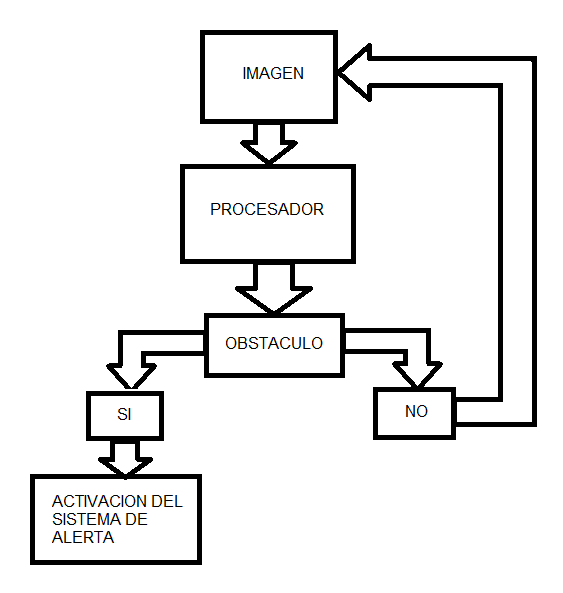 IMAGEN
PROCESADOR
OBSTACULO
SI
NO
ACTIVACION DEL
SISTEMA DE
ALERTA